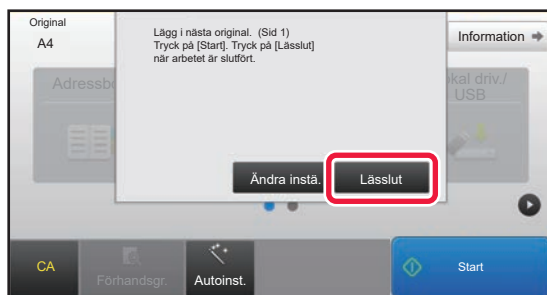 Original
A4
Lägg i nästa original. (Sid 1)
Tryck på [Start]. Tryck på [Lässlut]
när arbetet är slutfört.
Information
Adressbo
kal driv./
USB
Ändra instä.
Lässlut
CA
Förhandsgr.
Autoinst.
Start